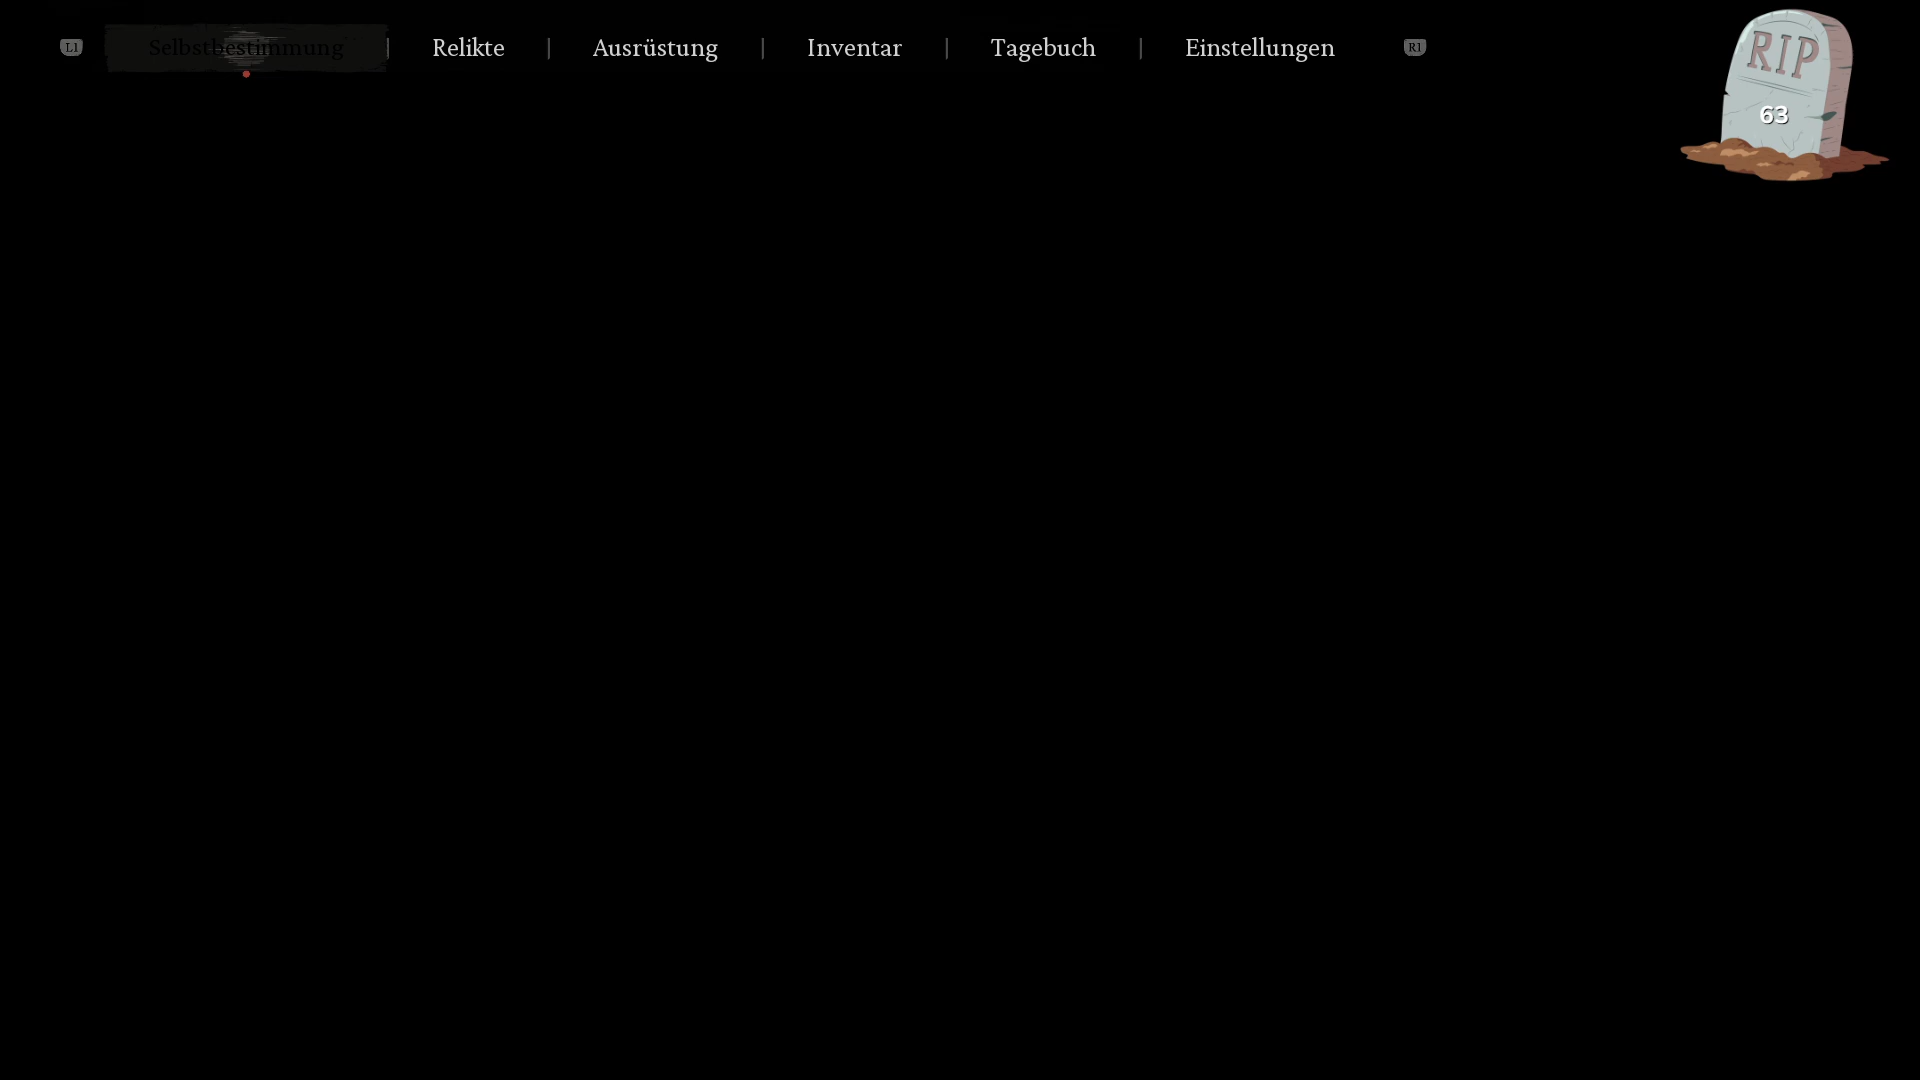 L1 Selbstbestimmung | Relikte | Ausrüstung | Inventar | Tagebuch | Einstellungen R1
RIP
63